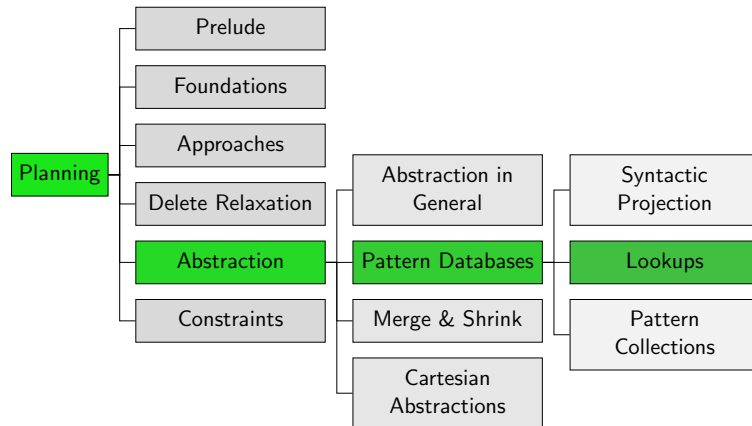 Planning
Prelude
Foundations
Approaches
Delete Relaxation
Abstraction
Constraints
Abstraction in
General
Pattern Databases
Merge & Shrink
Cartesian
Abstractions
Syntactic
Projection
Lookups
Pattern
Collections